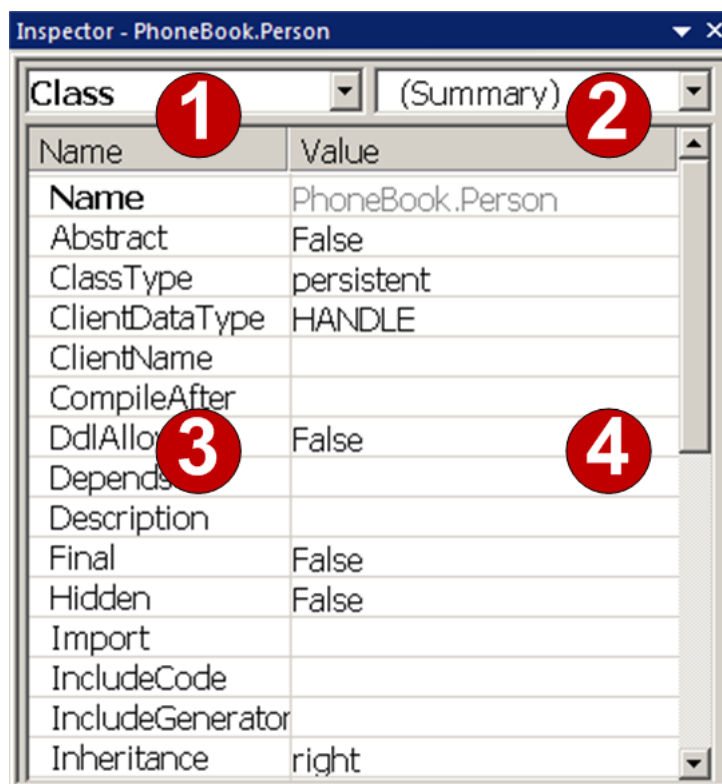 Inspector - PhoneBook.Person
Class (Summary)
1 2
Name Value
Name PhoneBook.Person
Abstract False
ClassType persistent
ClientDataType HANDLE
ClientName
CompileAfter
3 4
False
Description
Final False
Hidden False
Import
IncludeCode
IncludeGenerator
Inheritance right